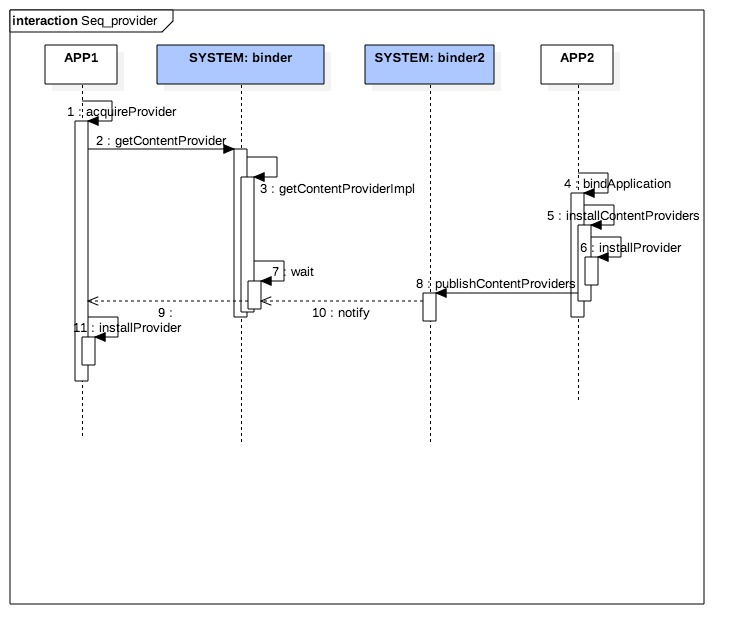 interaction Seq_provider
APP1
SYSTEM: binder
SYSTEM: binder2
APP2
1 : acquireProvider
2 : getContentProvider
3 : getContentProviderImpl
4 : bindApplication
5 : installContentProviders
6 : installProvider
7 : wait
8 : publishContentProviders
9 :
10 : notify
11 : installProvider